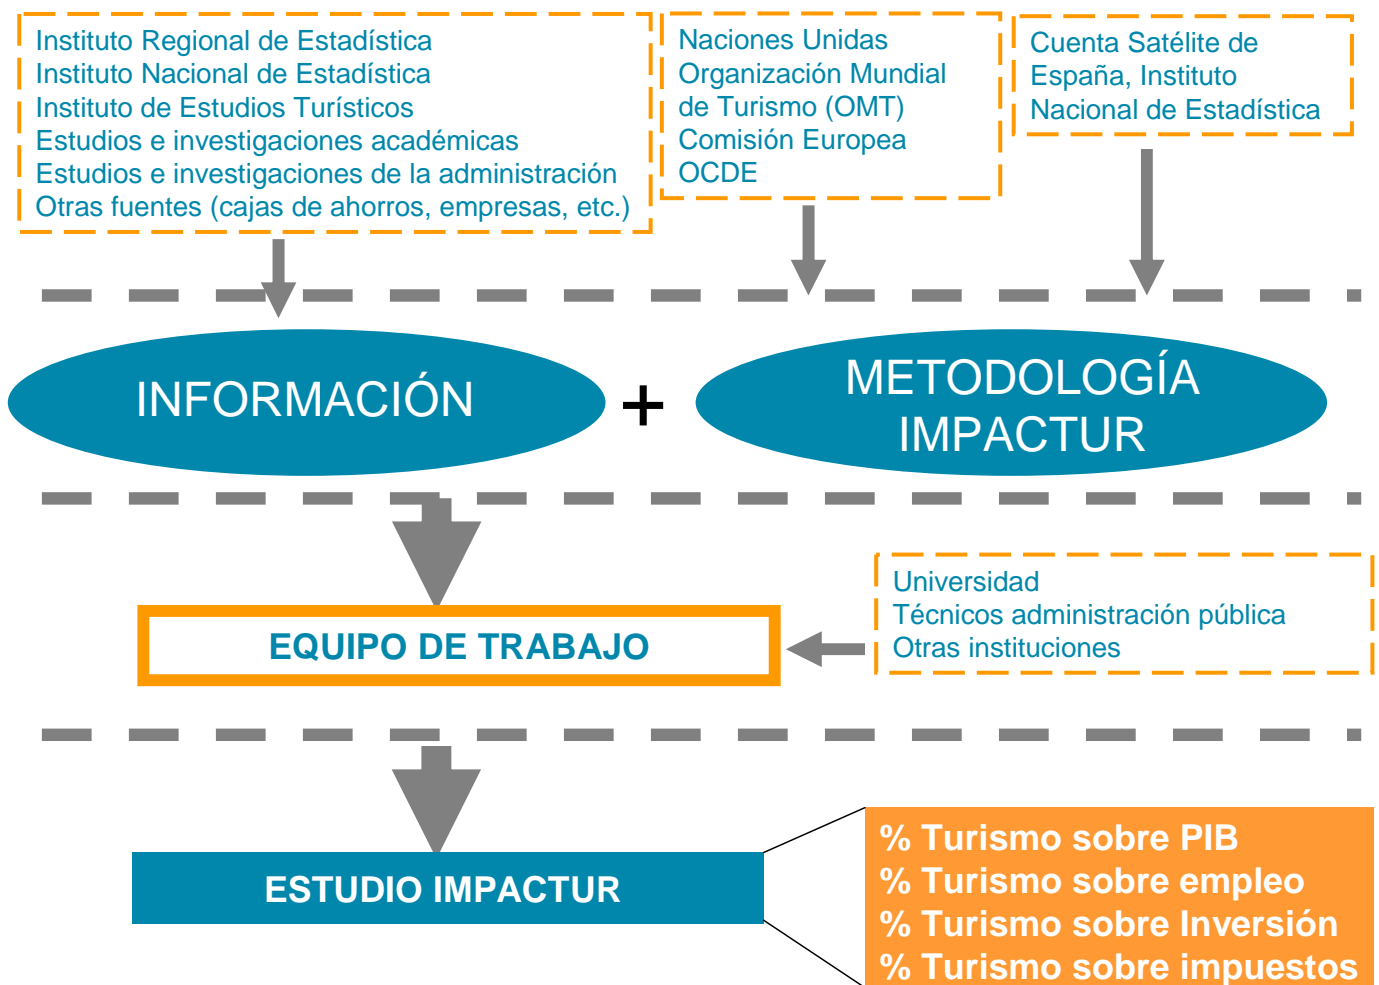 Instituto Regional de Estadística
Instituto Nacional de Estadística
Instituto de Estudios Turísticos
Estudios e investigaciones académicas
Estudios e investigaciones de la administración
Otras fuentes (cajas de ahorros, empresas, etc.)
Naciones Unidas
Organización Mundial
de Turismo (OMT)
Comisión Europea
OCDE
Cuenta Satélite de
España, Instituto
Nacional de Estadística
INFORMACIÓN
+
METODOLOGÍA
IMPACTUR
Universidad
Técnicos administración pública
Otras instituciones
EQUIPO DE TRABAJO
ESTUDIO IMPACTUR
% Turismo sobre PIB
% Turismo sobre empleo
% Turismo sobre Inversión
% Turismo sobre impuestos